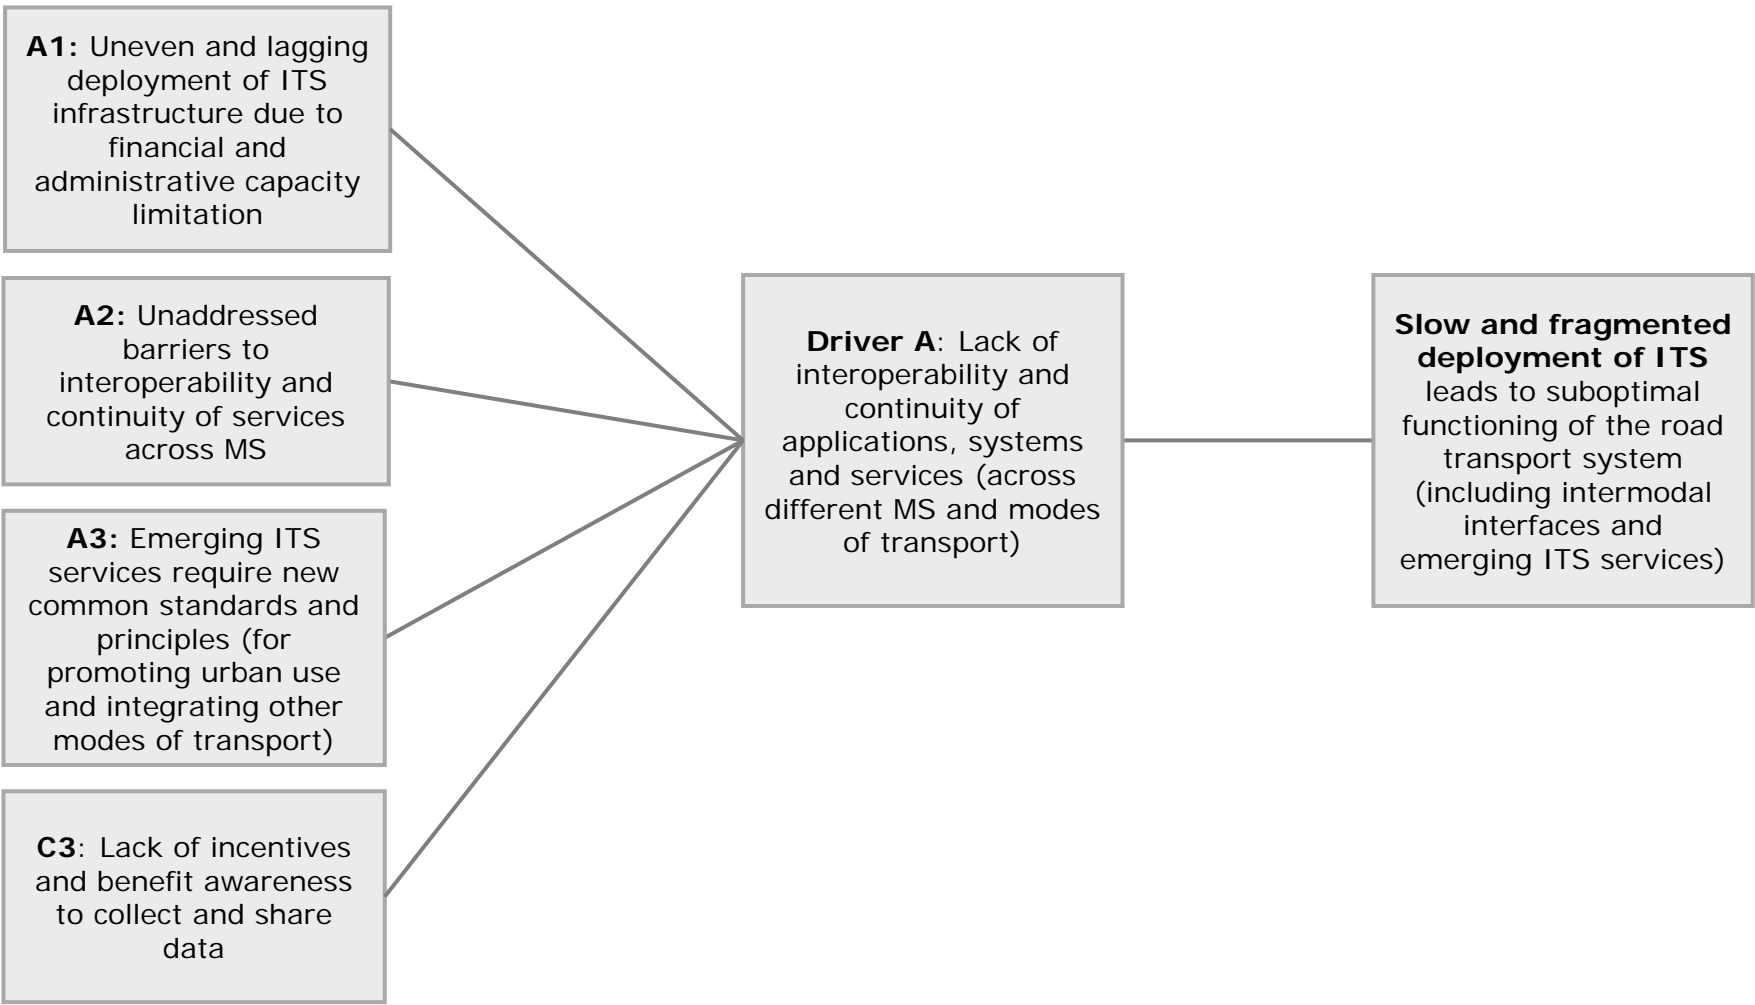 A1: Uneven and lagging
deployment of ITS
infrastructure due to
financial and
administrative capacity
limitation
A2: Unaddressed
barriers to
interoperability and
continuity of services
across MS
A3: Emerging ITS
services require new
common standards and
principles (for
promoting urban use
and integrating other
modes of transport)
C3: Lack of incentives
and benefit awareness
to collect and share
data
Driver A: Lack of
interoperability and
continuity of
applications, systems
and services (across
different MS and modes
of transport)
Slow and fragmented
deployment of ITS
leads to suboptimal
functioning of the road
transport system
(including intermodal
interfaces and
emerging ITS services)